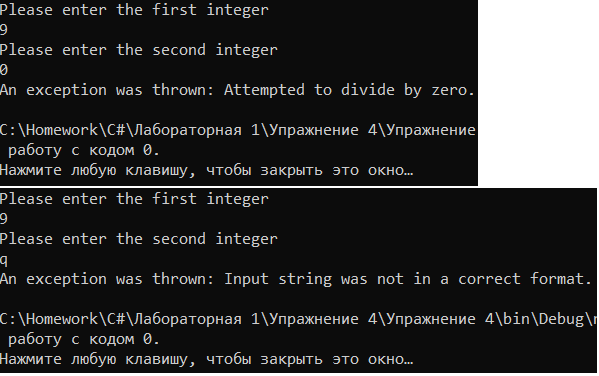 Please enter the first integer
9
Please enter the second integer
0
An exception was thrown: Attempted to divide by zero.
C:\Homework\C#\Лабораторная 1\Упражнение 4\Упражнение
работу с кодом 0.
Нажмите любую клавишу, чтобы закрыть это окно…
Please enter the first integer
9
Please enter the second integer
q
An exception was thrown: Input string was not in a correct format.
C:\Homework\C#\Лабораторная 1\Упражнение 4\Упражнение 4\bin\Debug\n
работу с кодом 0.
Нажмите любую клавишу, чтобы закрыть это окно…